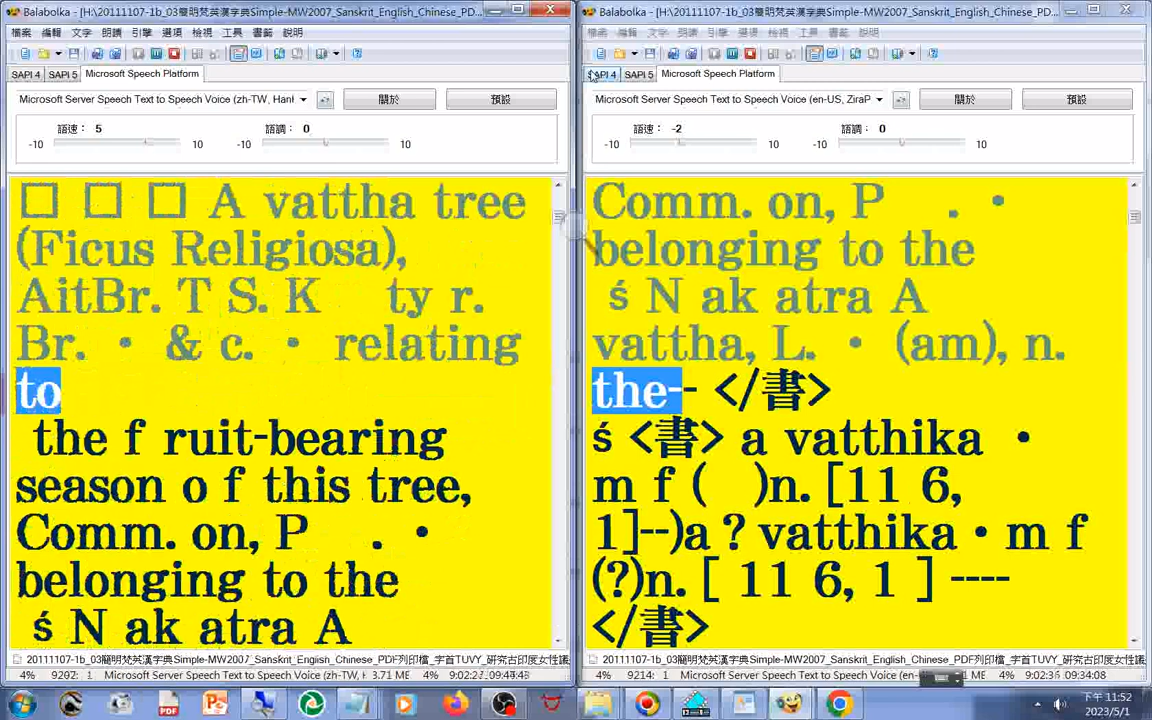 Balabolka - [H:\20111107-1b_03簡明梵英漢字典Simple-MW2007_Sanskrit_English_Chinese_PD...
檔案 編輯 文字 朗讀 引擎 選項 檢視 工具 書籤 說明
SAPI 4 SAPI 5 Microsoft Speech Platform
Microsoft Server Speech Text to Speech Voice (zh-TW, Hanl 關於 預設
語速: 5 語調: 0
-10 10 -10 10
□ □ □ A vattha tree
(Ficus Religiosa),
AitBr. T S. K ty r.
Br. • & c. • relating
to
the f ruit-bearing
season o f this tree,
Comm. on, P . •
belonging to the
ś N ak atra A
20111107-1b_03簡明梵英漢字典Simple-MW2007_Sanskrit_English_Chinese_PDF列印檔_字首TUVY_研究古印度女性議
4% 9202: 1 Microsoft Server Speech Text to Speech Voice (zh-TW, H 3.71 MB 4%
Balabolka - [H:\20111107-1b_03簡明梵英漢字典Simple-MW2007_Sanskrit_English_Chinese_PDF...
檔案 編輯 文字 朗讀 引擎 選項 檢視 工具 書籤 說明
SAPI 4 SAPI 5 Microsoft Speech Platform
Microsoft Server Speech Text to Speech Voice (en-US, ZiraP 關於 預設
語速: -2 語調: 0
-10 10 -10 10
Comm. on, P . •
belonging to the
ś N ak atra A
vattha, L. • (am), n.
the-- </書>
ś <書> a vatthika •
m f ( )n. [11 6,
1]--)a ? vatthika • m f
(?)n. [ 11 6, 1 ] ----
</書>
20111107-1b_03簡明梵英漢字典Simple-MW2007_Sanskrit_English_Chinese_PDF列印檔_字首TUVY_研究古印度女性議
4% 9214: 1 Microsoft Server Speech Text to Speech Voice (en-
4% 9:02:36, 09:34:08
下午 11:52
2023/5/1